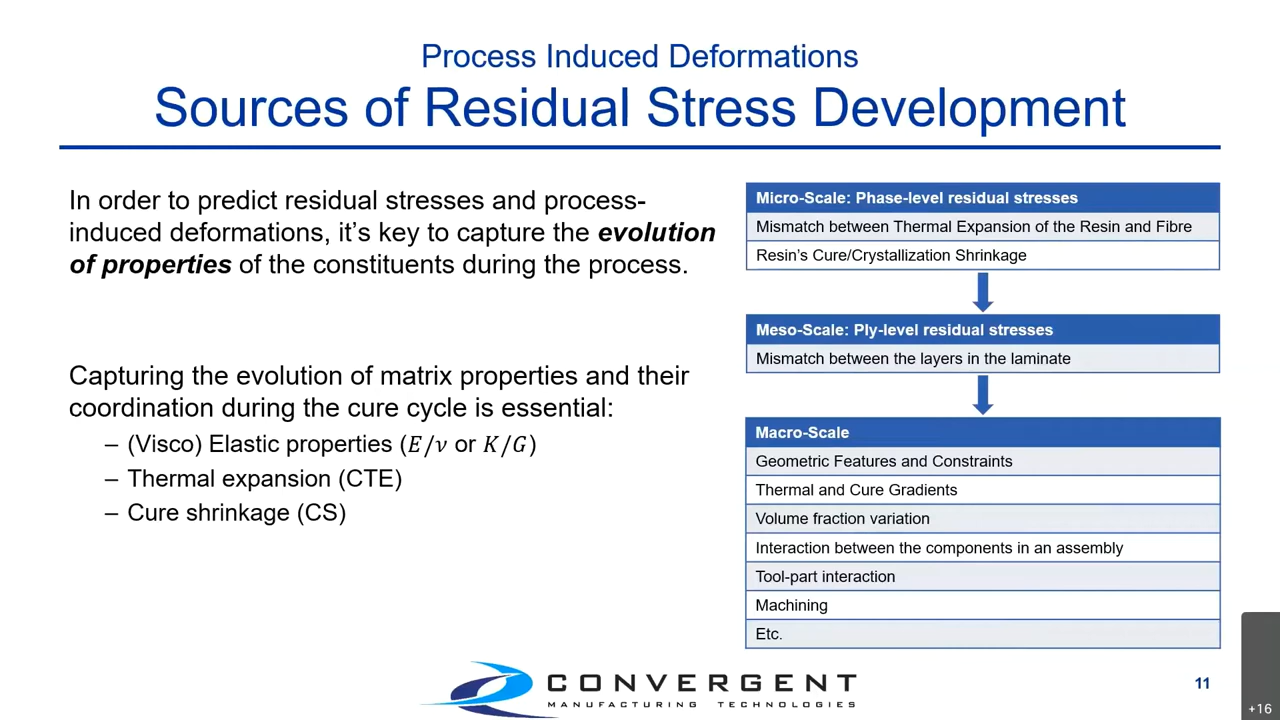 Process Induced Deformations
Sources of Residual Stress Development
In order to predict residual stresses and process-
induced deformations, it's key to capture the evolution
of properties of the constituents during the process.
Capturing the evolution of matrix properties and their
coordination during the cure cycle is essential:
– (Visco) Elastic properties (E/ν or K/G)
– Thermal expansion (CTE)
– Cure shrinkage (CS)
Micro-Scale: Phase-level residual stresses
Mismatch between Thermal Expansion of the Resin and Fibre
Resin's Cure/Crystallization Shrinkage
Meso-Scale: Ply-level residual stresses
Mismatch between the layers in the laminate
Macro-Scale
Geometric Features and Constraints
Thermal and Cure Gradients
Volume fraction variation
Interaction between the components in an assembly
Tool-part interaction
Machining
Etc.
CONVERGENT
MANUFACTURING TECHNOLOGIES
11
+16